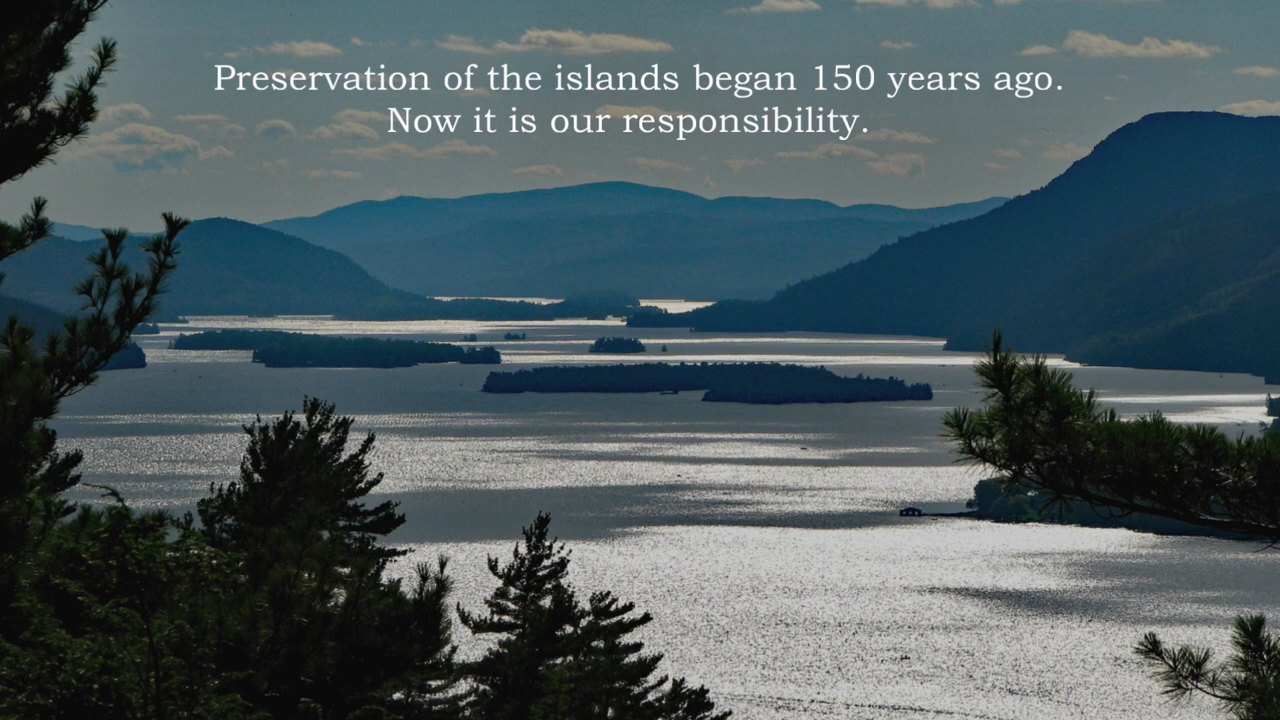 Preservation of the islands began 150 years ago.
Now it is our responsibility.